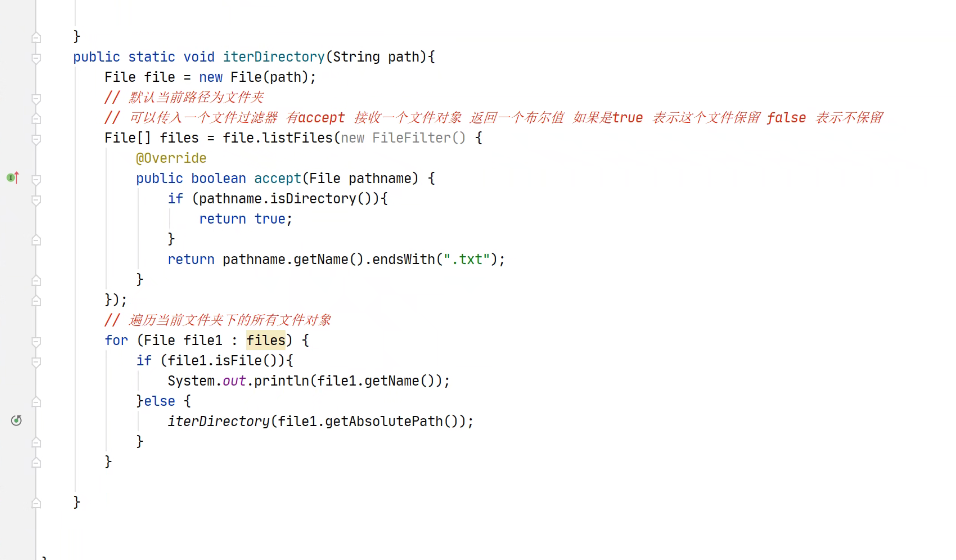 }
public static void iterDirectory(String path){
File file = new File(path);
// 默认当前路径为文件夹
// 可以传入一个文件过滤器 有accept 接收一个文件对象 返回一个布尔值 如果是true 表示这个文件保留 false 表示不保留
File[] files = file.listFiles(new FileFilter() {
@Override
public boolean accept(File pathname) {
if (pathname.isDirectory()){
return true;
}
return pathname.getName().endsWith(".txt");
}
});
// 遍历当前文件夹下的所有文件对象
for (File file1 : files) {
if (file1.isFile()){
System.out.println(file1.getName());
}else {
iterDirectory(file1.getAbsolutePath());
}
}
}
}